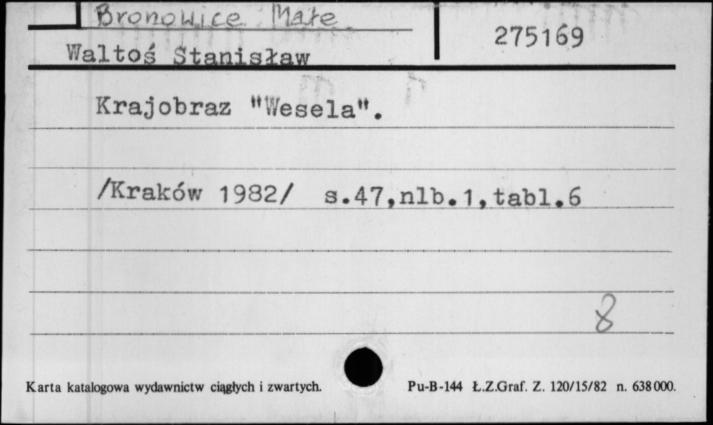 Bronowice Małe
275169
Waltoś Stanisław
Krajobraz "Wesela".
/Kraków 1982/ s.47,nlb.1,tabl.6
8
Karta katalogowa wydawnictw ciągłych i zwartych. Pu-B-144 Ł.Z.Graf. Z. 120/15/82 n. 638000.